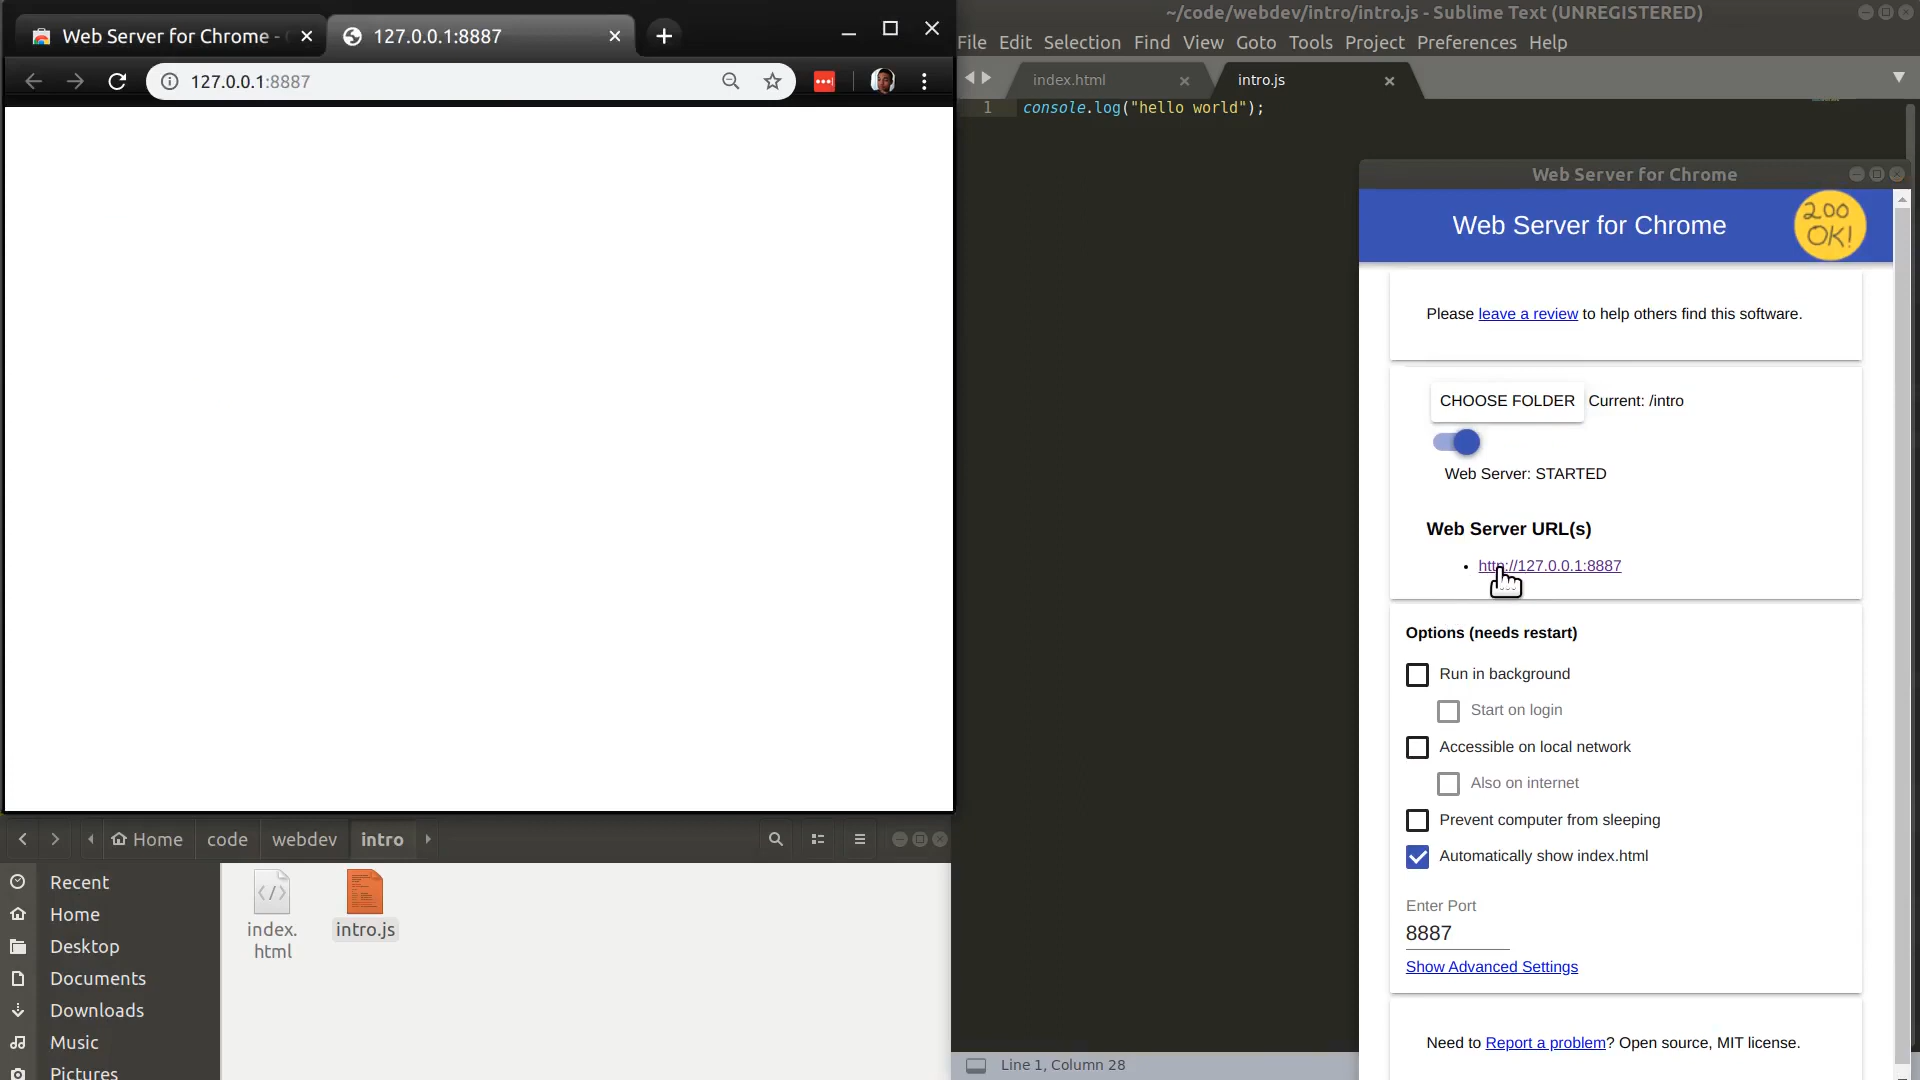 Web Server for Chrome -
127.0.0.1:8887
127.0.0.1:8887
~/code/webdev/intro/intro.js - Sublime Text (UNREGISTERED)
File Edit Selection Find View Goto Tools Project Preferences Help
index.html
intro.js
1 console.log("hello world");
Web Server for Chrome
Web Server for Chrome
200
OK!
Please leave a review to help others find this software.
CHOOSE FOLDER Current: /intro
Web Server: STARTED
Web Server URL(s)
• http://127.0.0.1:8887
Options (needs restart)
Run in background
Start on login
Accessible on local network
Also on internet
Prevent computer from sleeping
Automatically show index.html
Enter Port
8887
Show Advanced Settings
Need to Report a problem? Open source, MIT license.
Home code webdev intro
Recent
Home
Desktop
Documents
Downloads
Music
Pictures
index.
html
intro.js
Line 1, Column 28